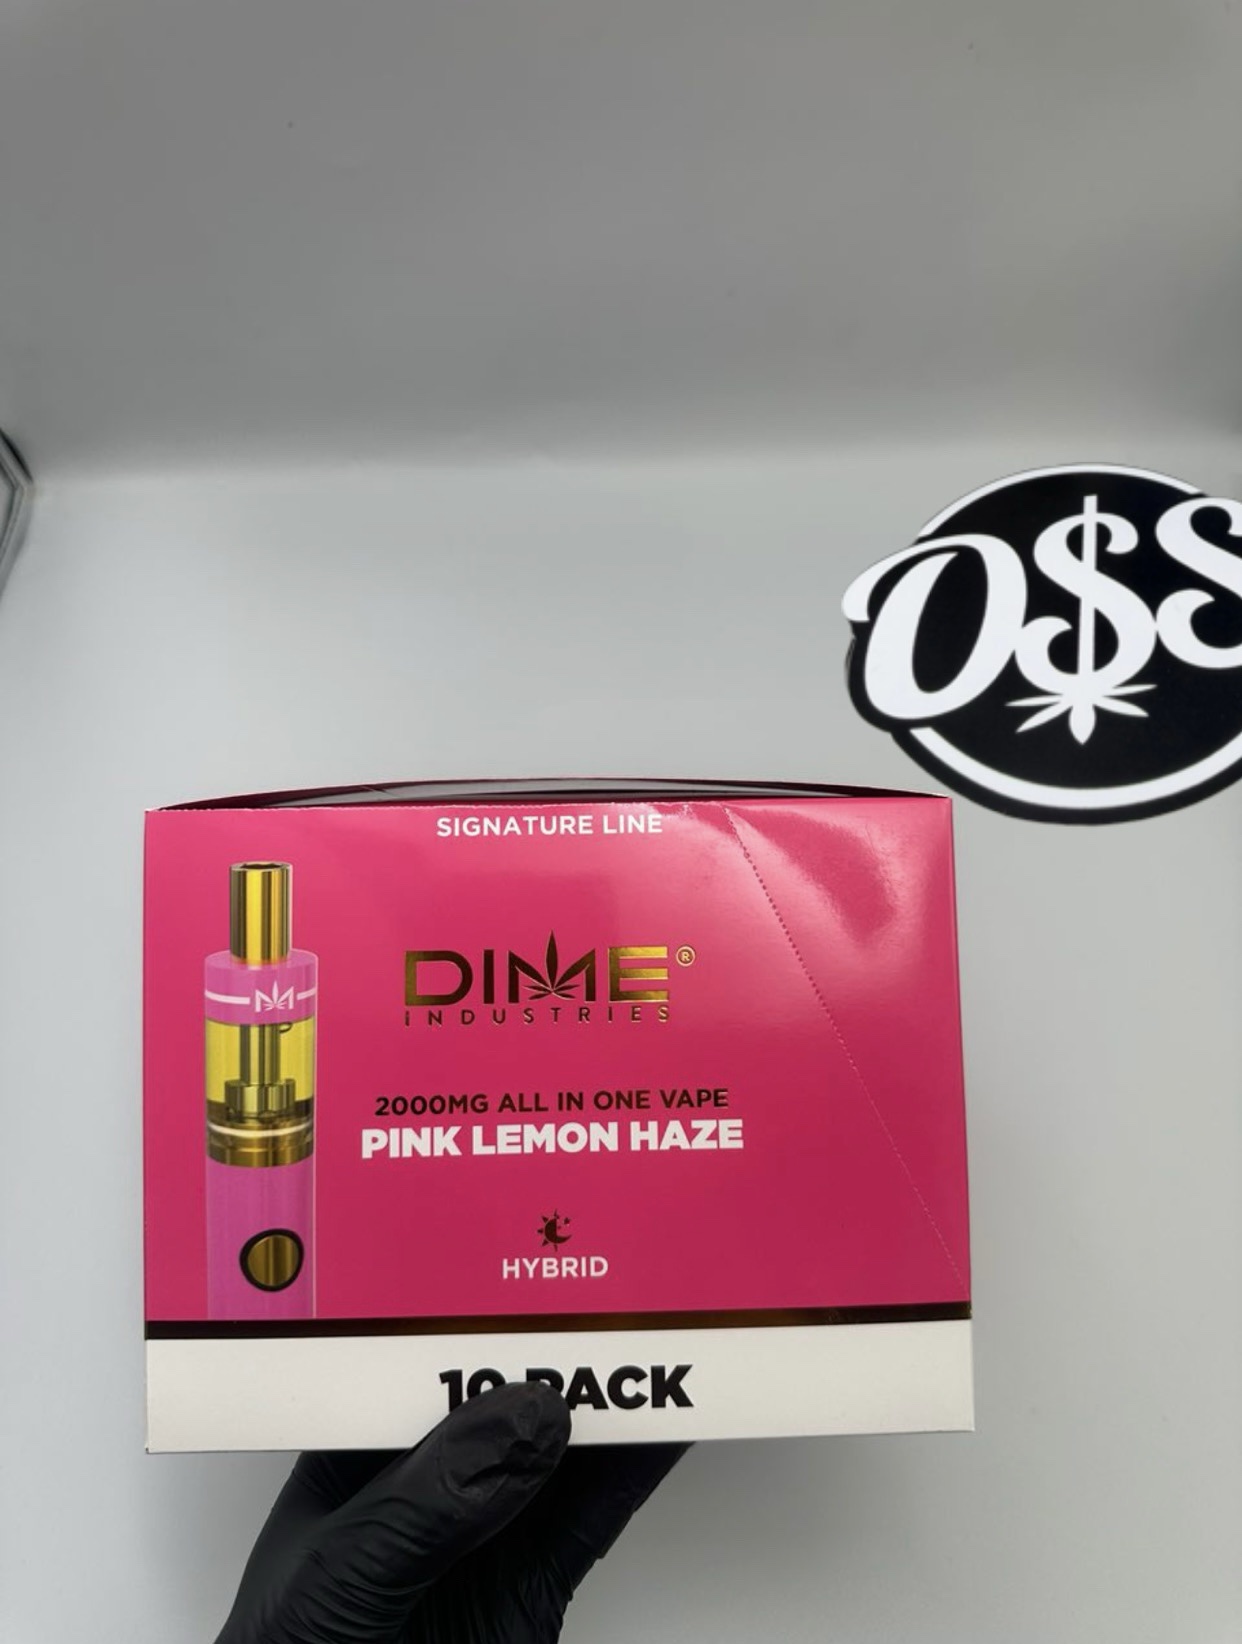 O$S
SIGNATURE LINE
DIME®
INDUSTRIES
2000MG ALL IN ONE VAPE
PINK LEMON HAZE
HYBRID
10 PACK